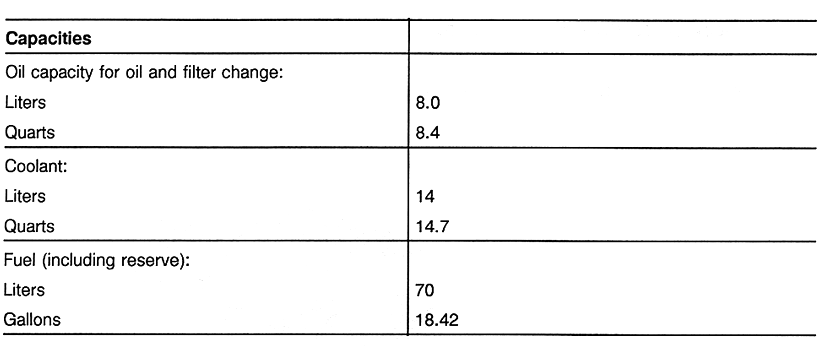 Capacities
Oil capacity for oil and filter change:
Liters 8.0
Quarts 8.4
Coolant:
Liters 14
Quarts 14.7
Fuel (including reserve):
Liters 70
Gallons 18.42